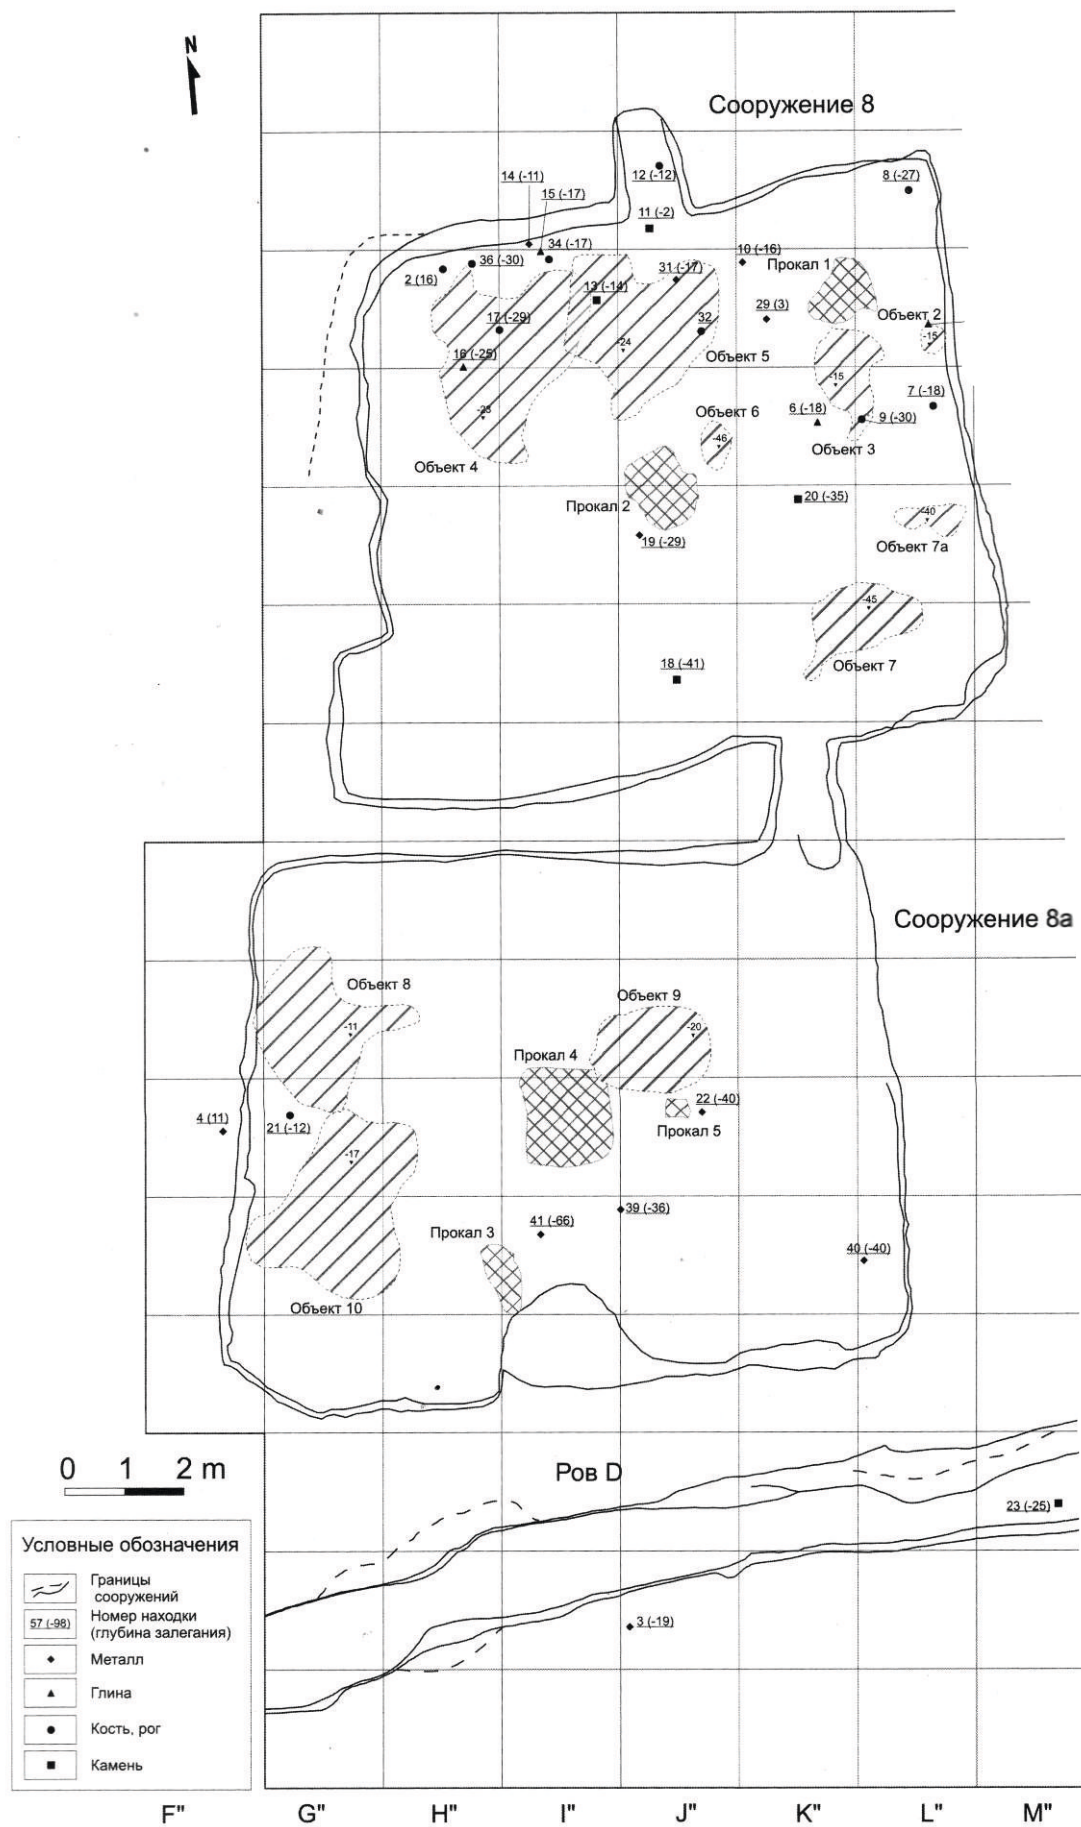 N
Сооружение 8
14 (-11)
15 (-17)
12 (-12)
8 (-27)
11 (-2)
34 (-17)
10 (-16)
36 (-30)
2 (16)
31 (-17)
Прокал 1
13 (-14)
29 (3)
Объект 2
17 (-29)
32
-15
-24
Объект 5
16 (-25)
-15
7 (-18)
Объект 6
6 (-18)
9 (-30)
-23
-46
Объект 3
Объект 4
Прокал 2
20 (-35)
-40
19 (-29)
Объект 7а
-45
18 (-41)
Объект 7
Сооружение 8а
Объект 8
Объект 9
-11
-20
Прокал 4
22 (-40)
4 (11)
21 (-12)
Прокал 5
-17
39 (-36)
Прокал 3
41 (-66)
40 (-40)
Объект 10
0 1 2 m
Ров D
23 (-25)
3 (-19)
Условные обозначения
Границы
сооружений
57 (-98)
Номер находки
(глубина залегания)
Металл
Глина
Кость, рог
Камень
F" G" H" I" J" K" L" M"